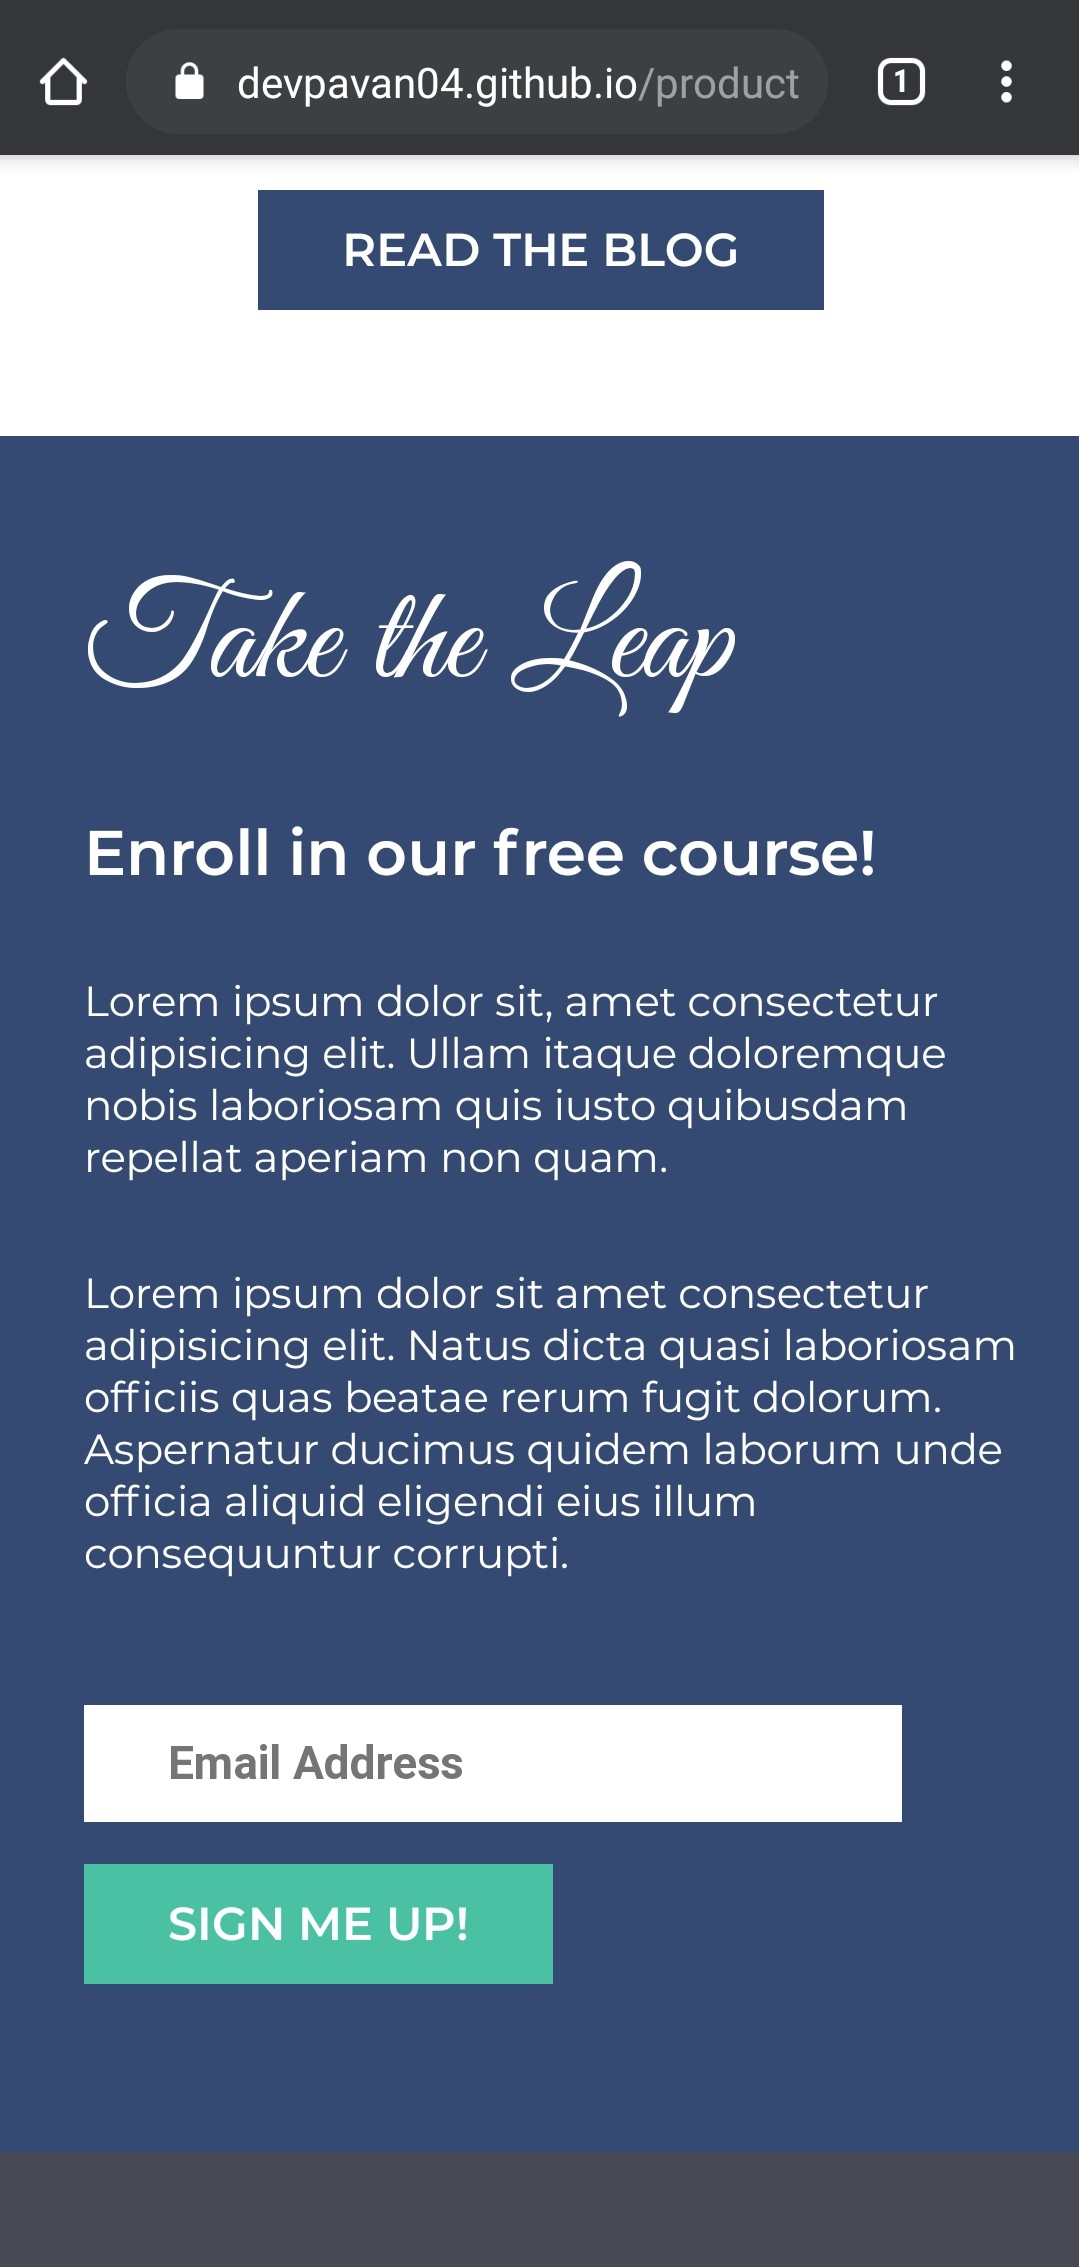 devpavan04.github.io/product
1
READ THE BLOG
Take the Leap
Enroll in our free course!
Lorem ipsum dolor sit, amet consectetur
adipisicing elit. Ullam itaque doloremque
nobis laboriosam quis iusto quibusdam
repellat aperiam non quam.
Lorem ipsum dolor sit amet consectetur
adipisicing elit. Natus dicta quasi laboriosam
officiis quas beatae rerum fugit dolorum.
Aspernatur ducimus quidem laborum unde
officia aliquid eligendi eius illum
consequuntur corrupti.
Email Address
SIGN ME UP!